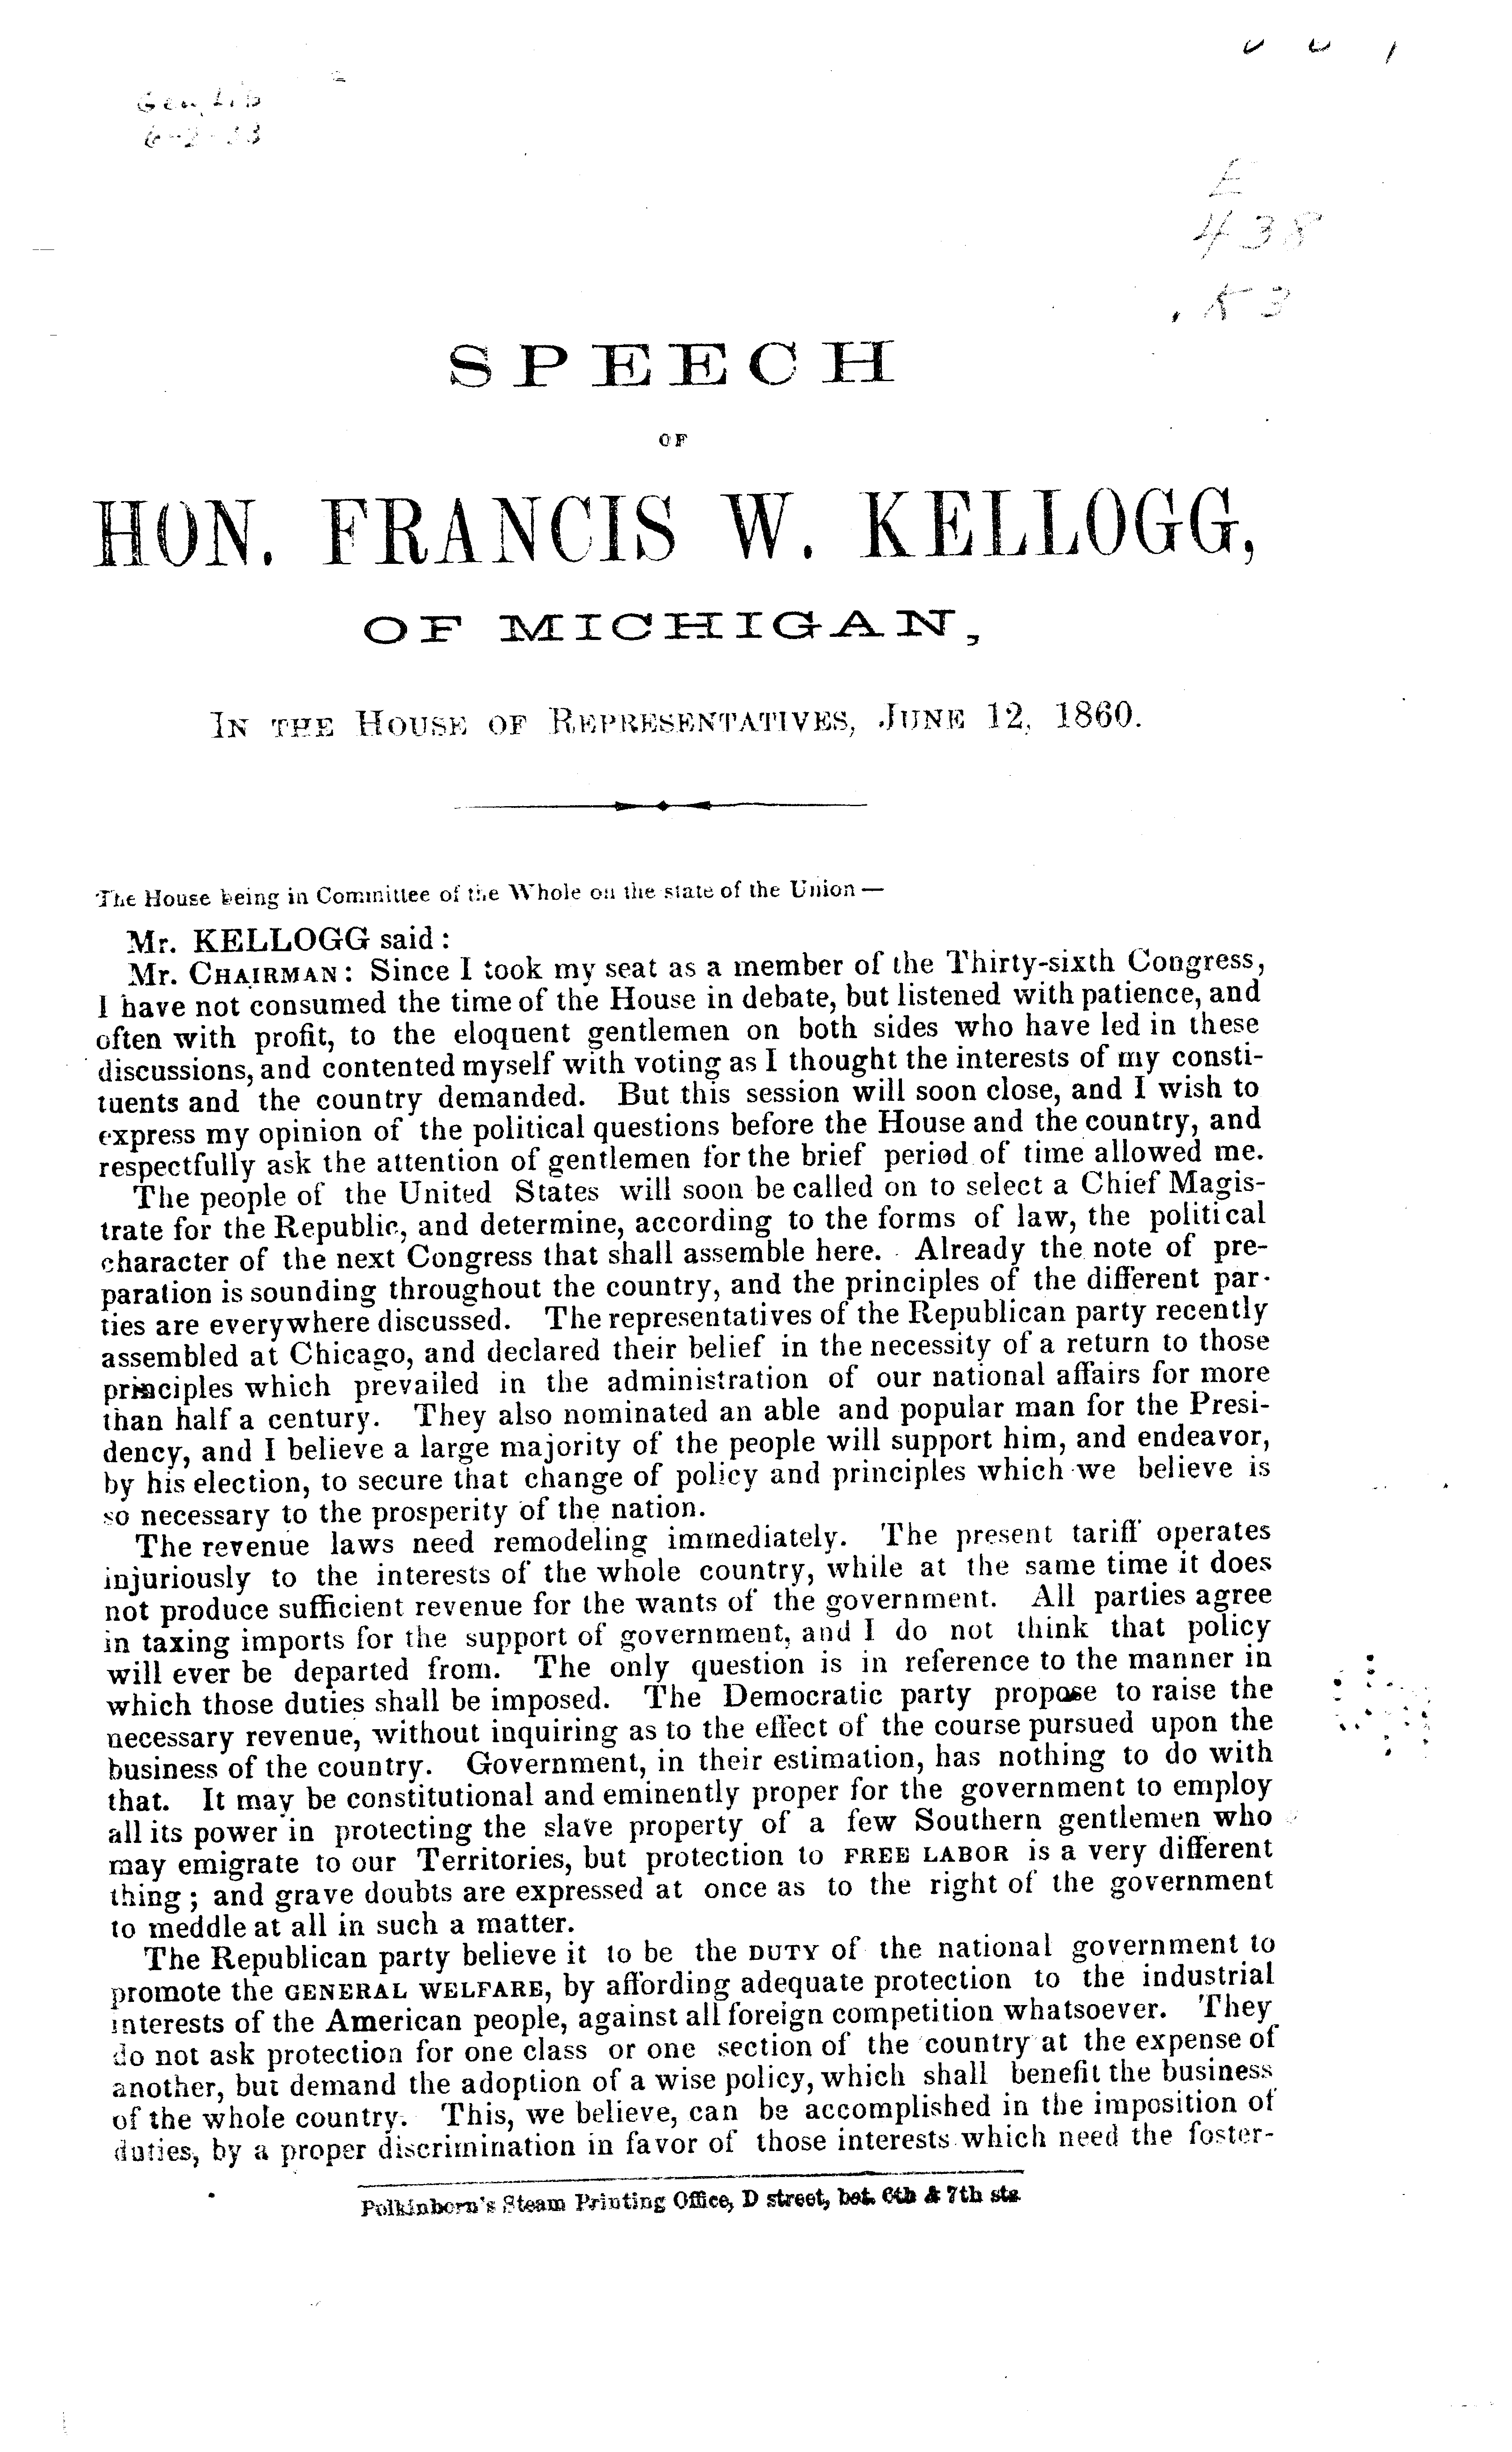 Gen. Lib
6-2-33
E
438
.K3
SPEECH
OF
HON. FRANCIS W. KELLOGG,
OF MICHIGAN,
IN THE HOUSE OF REPRESENTATIVES, JUNE 12, 1860.
The House being in Committee of the Whole on the state of the Union —
Mr. KELLOGG said:
Mr. CHAIRMAN: Since I took my seat as a member of the Thirty-sixth Congress,
I have not consumed the time of the House in debate, but listened with patience, and
often with profit, to the eloquent gentlemen on both sides who have led in these
discussions, and contented myself with voting as I thought the interests of my consti-
tuents and the country demanded. But this session will soon close, and I wish to
express my opinion of the political questions before the House and the country, and
respectfully ask the attention of gentlemen for the brief period of time allowed me.
The people of the United States will soon be called on to select a Chief Magis-
trate for the Republic, and determine, according to the forms of law, the political
character of the next Congress that shall assemble here. Already the note of pre-
paration is sounding throughout the country, and the principles of the different par-
ties are everywhere discussed. The representatives of the Republican party recently
assembled at Chicago, and declared their belief in the necessity of a return to those
principles which prevailed in the administration of our national affairs for more
than half a century. They also nominated an able and popular man for the Presi-
dency, and I believe a large majority of the people will support him, and endeavor,
by his election, to secure that change of policy and principles which we believe is
so necessary to the prosperity of the nation.
The revenue laws need remodeling immediately. The present tariff operates
injuriously to the interests of the whole country, while at the same time it does
not produce sufficient revenue for the wants of the government. All parties agree
in taxing imports for the support of government, and I do not think that policy
will ever be departed from. The only question is in reference to the manner in
which those duties shall be imposed. The Democratic party propose to raise the
necessary revenue, without inquiring as to the effect of the course pursued upon the
business of the country. Government, in their estimation, has nothing to do with
that. It may be constitutional and eminently proper for the government to employ
all its power in protecting the slave property of a few Southern gentlemen who
may emigrate to our Territories, but protection to FREE LABOR is a very different
thing; and grave doubts are expressed at once as to the right of the government
to meddle at all in such a matter.
The Republican party believe it to be the DUTY of the national government to
promote the GENERAL WELFARE, by affording adequate protection to the industrial
interests of the American people, against all foreign competition whatsoever. They
do not ask protection for one class or one section of the country at the expense of
another, but demand the adoption of a wise policy, which shall benefit the business
of the whole country. This, we believe, can be accomplished in the imposition of
duties, by a proper discrimination in favor of those interests which need the foster-
Polkinhorn's Steam Printing Office, D street, bet. 6th & 7th sts.